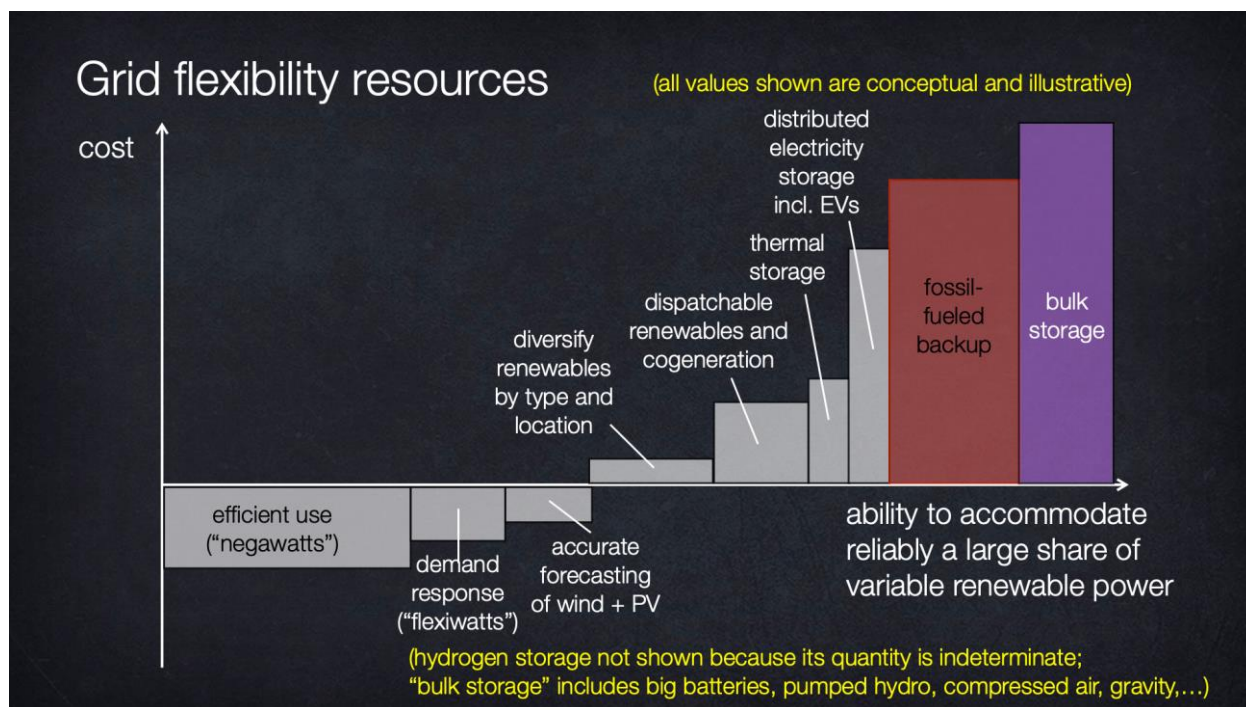 Grid flexibility resources
(all values shown are conceptual and illustrative)
cost
distributed
electricity
storage
incl. EVs
thermal
storage
dispatchable
renewables and
cogeneration
diversify
renewables
by type and
location
fossil-
fueled
backup
bulk
storage
efficient use
(“negawatts”)
demand
response
(“flexiwatts”)
accurate
forecasting
of wind + PV
ability to accommodate
reliably a large share of
variable renewable power
(hydrogen storage not shown because its quantity is indeterminate;
“bulk storage” includes big batteries, pumped hydro, compressed air, gravity,…)